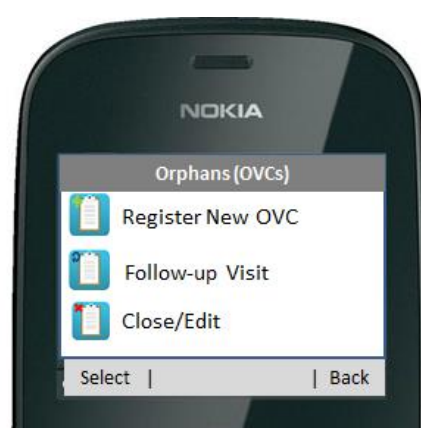 NOKIA
Orphans (OVCs)
Register New OVC
Follow-up Visit
Close/Edit
Select | | Back